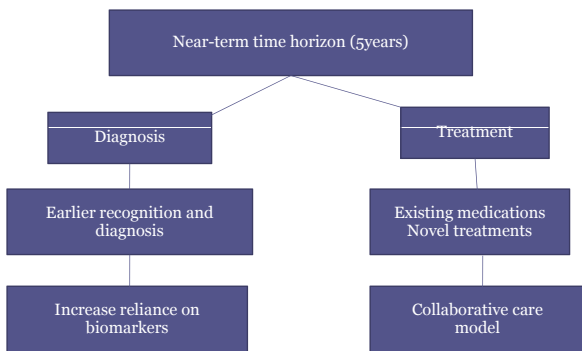 Near-term time horizon (5years)
Diagnosis
Treatment
Earlier recognition and
diagnosis
Existing medications
Novel treatments
Increase reliance on
biomarkers
Collaborative care
model